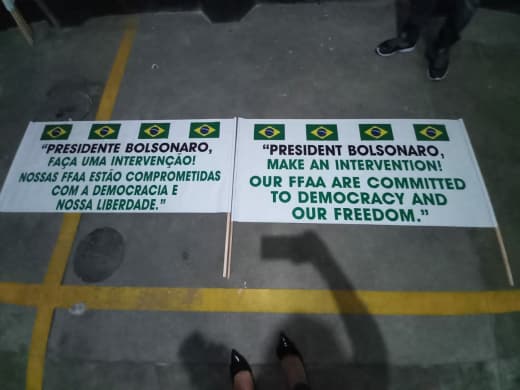 "PRESIDENTE BOLSONARO,
FAÇA UMA INTERVENÇÃO!
NOSSAS FFAA ESTÃO COMPROMETIDAS
COM A DEMOCRACIA E
NOSSA LIBERDADE."
"PRESIDENT BOLSONARO,
MAKE AN INTERVENTION!
OUR FFAA ARE COMMITTED
TO DEMOCRACY AND
OUR FREEDOM."